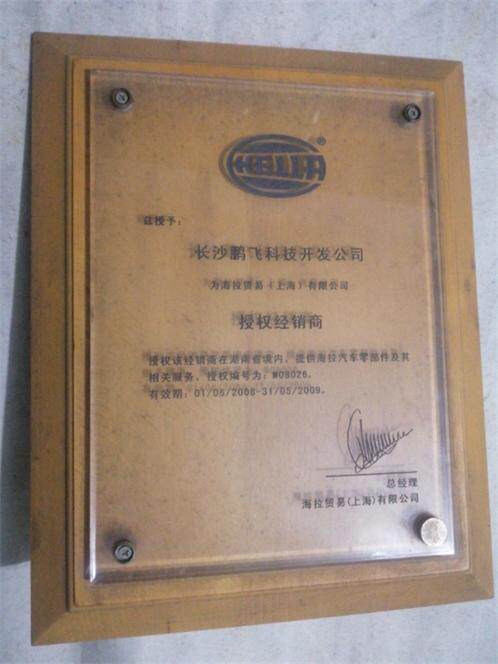 HELLA®
兹授予：
长沙鹏飞科技开发公司
为海拉贸易（上海）有限公司
授权经销商
授权该经销商在湖南省境内，提供海拉汽车零部件及其
相关服务，授权编号为：W08026。
有效期：01/05/2008-31/05/2009。
总经理
海拉贸易(上海)有限公司